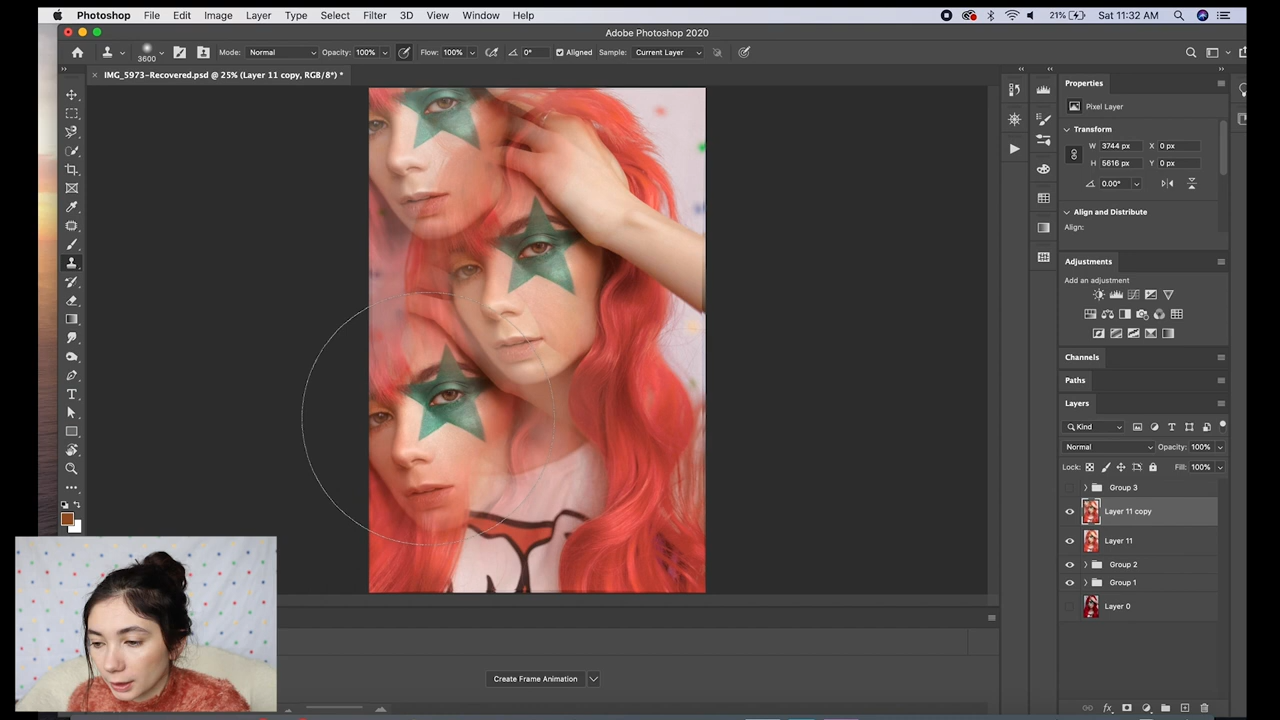 Photoshop File Edit Image Layer Type Select Filter 3D View Window Help 21% Sat 11:32 AM
Adobe Photoshop 2020
3600 Mode: Normal Opacity: 100% Flow: 100% 0° Aligned Sample: Current Layer
IMG_5973-Recovered.psd @ 25% (Layer 11 copy, RGB/8*) *
Properties
Pixel Layer
Transform
W 3744 px X 0 px
H 5616 px Y 0 px
0.00°
Align and Distribute
Align:
Adjustments
Add an adjustment
Channels
Paths
Layers
Kind
Normal Opacity: 100%
Lock: Fill: 100%
Group 3
Layer 11 copy
Layer 11
Group 2
Group 1
Layer 0
Create Frame Animation